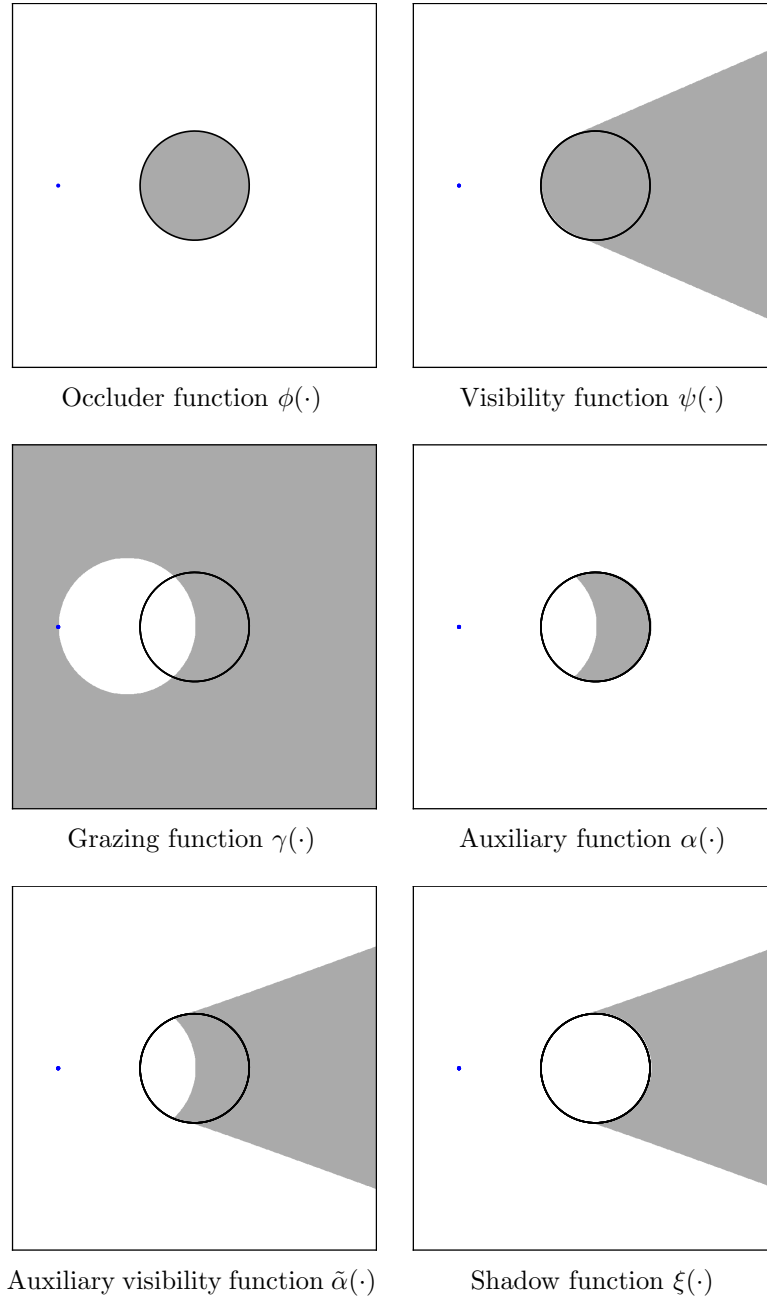 Occluder function ϕ(·)
Visibility function ψ(·)
Grazing function γ(·)
Auxiliary function α(·)
Auxiliary visibility function α̃(·)
Shadow function ξ(·)